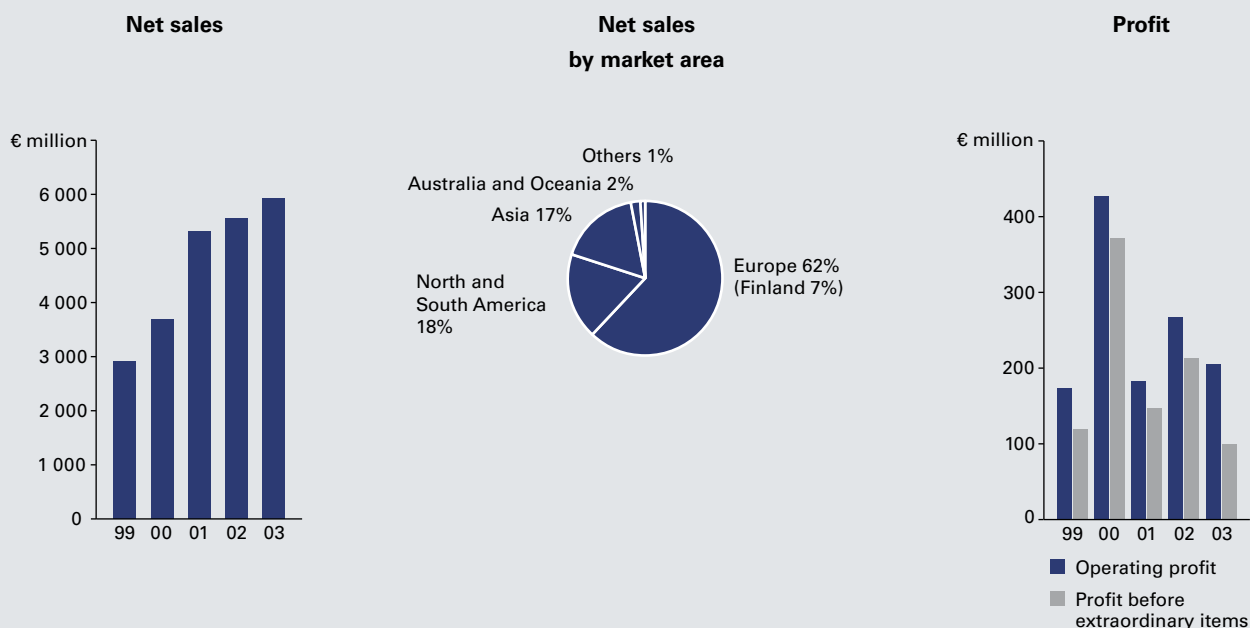 Net sales
€ million
6 000
5 000
4 000
3 000
2 000
1 000
0
99 00 01 02 03
Net sales
by market area
Others 1%
Australia and Oceania 2%
Asia 17%
North and
South America
18%
Europe 62%
(Finland 7%)
Profit
€ million
400
300
200
100
0
99 00 01 02 03
Operating profit
Profit before
extraordinary items